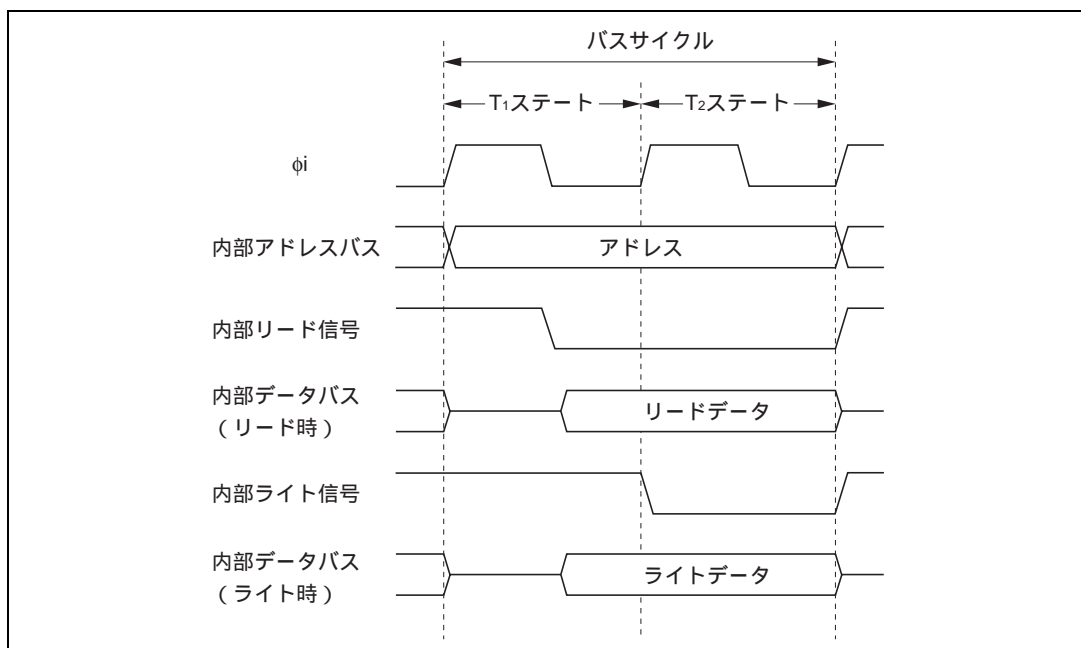 バスサイクル
T1ステート
T2ステート
φi
内部アドレスバス
アドレス
内部リード信号
内部データバス
（リード時）
リードデータ
内部ライト信号
内部データバス
（ライト時）
ライトデータ